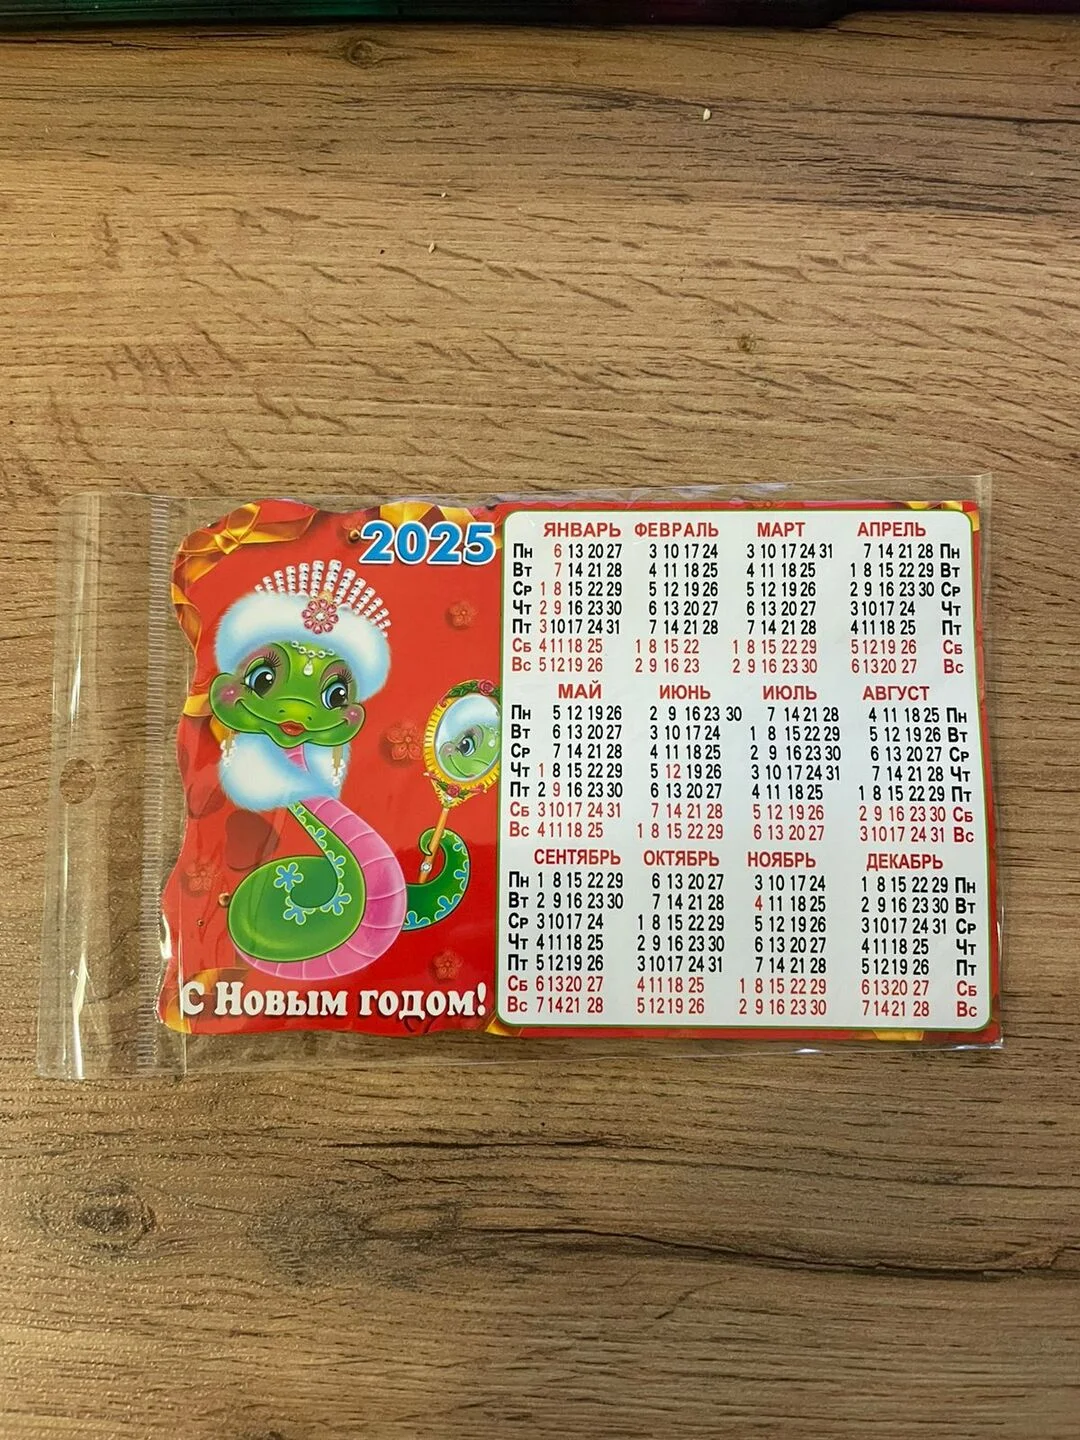 2025
С Новым годом!
ЯНВАРЬ ФЕВРАЛЬ МАРТ АПРЕЛЬ
Пн 6 13 20 27 3 10 17 24 3 10 17 24 31 7 14 21 28 Пн
Вт 7 14 21 28 4 11 18 25 4 11 18 25 1 8 15 22 29 Вт
Ср 1 8 15 22 29 5 12 19 26 5 12 19 26 2 9 16 23 30 Ср
Чт 2 9 16 23 30 6 13 20 27 6 13 20 27 3 10 17 24 Чт
Пт 3 10 17 24 31 7 14 21 28 7 14 21 28 4 11 18 25 Пт
Сб 4 11 18 25 1 8 15 22 1 8 15 22 29 5 12 19 26 Сб
Вс 5 12 19 26 2 9 16 23 2 9 16 23 30 6 13 20 27 Вс
МАЙ ИЮНЬ ИЮЛЬ АВГУСТ
Пн 5 12 19 26 2 9 16 23 30 7 14 21 28 4 11 18 25 Пн
Вт 6 13 20 27 3 10 17 24 1 8 15 22 29 5 12 19 26 Вт
Ср 7 14 21 28 4 11 18 25 2 9 16 23 30 6 13 20 27 Ср
Чт 1 8 15 22 29 5 12 19 26 3 10 17 24 31 7 14 21 28 Чт
Пт 2 9 16 23 30 6 13 20 27 4 11 18 25 1 8 15 22 29 Пт
Сб 3 10 17 24 31 7 14 21 28 5 12 19 26 2 9 16 23 30 Сб
Вс 4 11 18 25 1 8 15 22 29 6 13 20 27 3 10 17 24 31 Вс
СЕНТЯБРЬ ОКТЯБРЬ НОЯБРЬ ДЕКАБРЬ
Пн 1 8 15 22 29 6 13 20 27 3 10 17 24 1 8 15 22 29 Пн
Вт 2 9 16 23 30 7 14 21 28 4 11 18 25 2 9 16 23 30 Вт
Ср 3 10 17 24 1 8 15 22 29 5 12 19 26 3 10 17 24 31 Ср
Чт 4 11 18 25 2 9 16 23 30 6 13 20 27 4 11 18 25 Чт
Пт 5 12 19 26 3 10 17 24 31 7 14 21 28 5 12 19 26 Пт
Сб 6 13 20 27 4 11 18 25 1 8 15 22 29 6 13 20 27 Сб
Вс 7 14 21 28 5 12 19 26 2 9 16 23 30 7 14 21 28 Вс